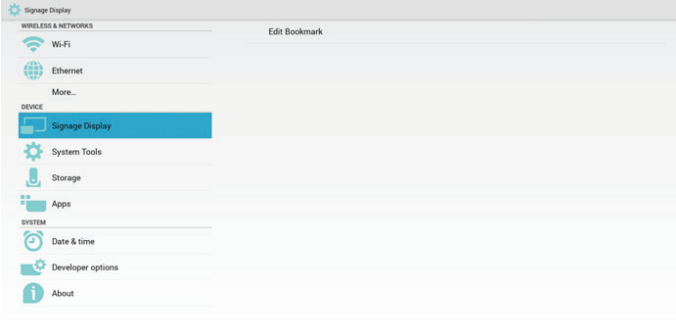 Signage Display
WIRELESS & NETWORKS
Wi-Fi
Ethernet
More...
DEVICE
Signage Display
System Tools
Storage
Apps
SYSTEM
Date & time
Developer options
About
Edit Bookmark